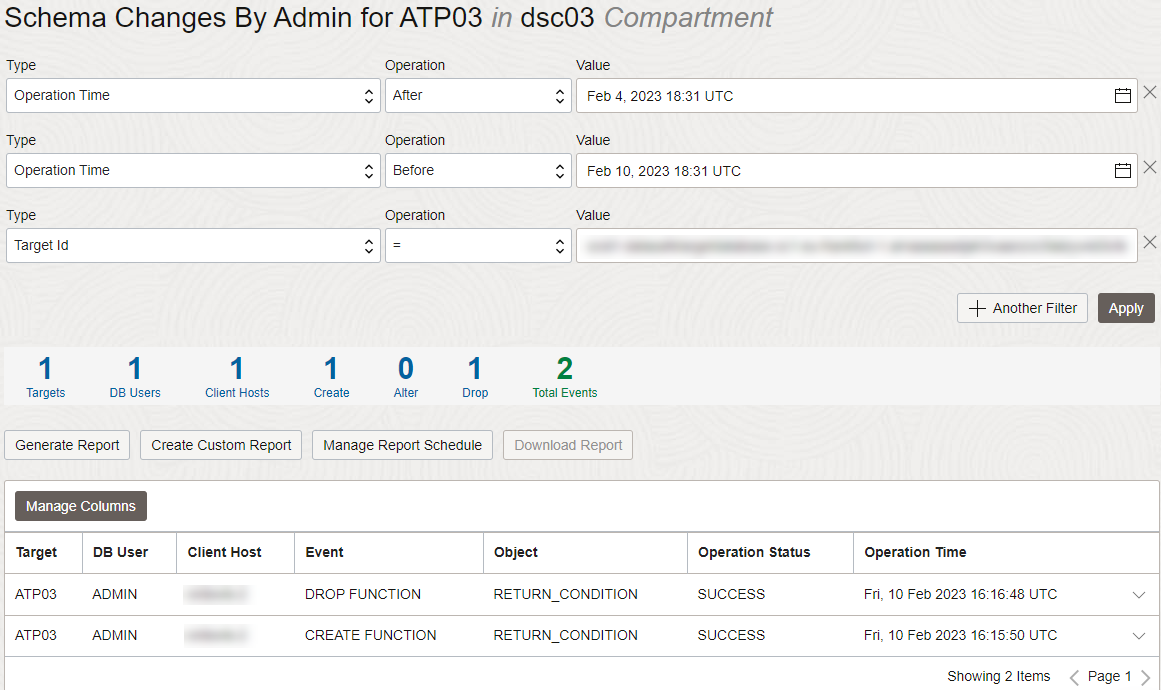 Schema Changes By Admin for ATP03 in dsc03 Compartment
Type Operation Value
Operation Time After Feb 4, 2023 18:31 UTC
Type Operation Value
Operation Time Before Feb 10, 2023 18:31 UTC
Type Operation Value
Target Id =
Another Filter Apply
1 1 1 1 0 1 2
Targets DB Users Client Hosts Create Alter Drop Total Events
Generate Report Create Custom Report Manage Report Schedule Download Report
Manage Columns
Target DB User Client Host Event Object Operation Status Operation Time
ATP03 ADMIN DROP FUNCTION RETURN_CONDITION SUCCESS Fri, 10 Feb 2023 16:16:48 UTC
ATP03 ADMIN CREATE FUNCTION RETURN_CONDITION SUCCESS Fri, 10 Feb 2023 16:15:50 UTC
Showing 2 Items Page 1